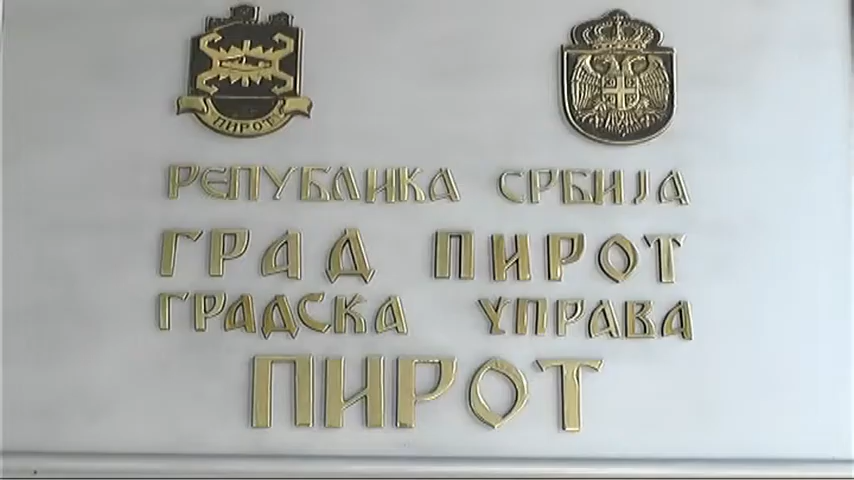 ПИРОТ
РЕПУБЛИКА СРБИЈА
ГРАД ПИРОТ
ГРАДСКА УПРАВА
ПИРОТ